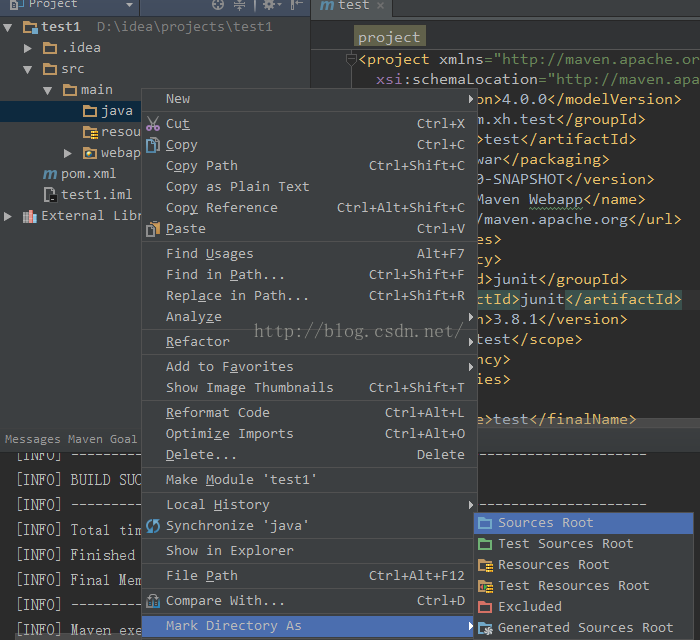 Project
test1 D:\idea\projects\test1
.idea
src
main
java
resou
webap
pom.xml
test1.iml
External Libr
m test
project
<project xmlns="http://maven.apache.or
xsi:schemaLocation="http://maven.apa
on>4.0.0</modelVersion>
m.xh.test</groupId>
>test</artifactId>
war</packaging>
0-SNAPSHOT</version>
Maven Webapp</name>
/maven.apache.org</url>
es>
cy>
d>junit</groupId>
ctId>junit</artifactId>
n>3.8.1</version>
test</scope>
ncy>
ies>
e>test</finalName>
New
Cut Ctrl+X
Copy Ctrl+C
Copy Path Ctrl+Shift+C
Copy as Plain Text
Copy Reference Ctrl+Alt+Shift+C
Paste Ctrl+V
Find Usages Alt+F7
Find in Path... Ctrl+Shift+F
Replace in Path... Ctrl+Shift+R
Analyze
http://blog.csdn.net/
Refactor
Add to Favorites
Show Image Thumbnails Ctrl+Shift+T
Reformat Code Ctrl+Alt+L
Optimize Imports Ctrl+Alt+O
Delete... Delete
Make Module 'test1'
Local History
Synchronize 'java'
Show in Explorer
File Path Ctrl+Alt+F12
Compare With... Ctrl+D
Mark Directory As
Sources Root
Test Sources Root
Resources Root
Test Resources Root
Excluded
Generated Sources Root
Messages Maven Goal
[INFO] ---------
[INFO] BUILD SUC
[INFO] ---------
[INFO] Total tim
[INFO] Finished
[INFO] Final Mem
[INFO] ---------
[INFO] Maven exe